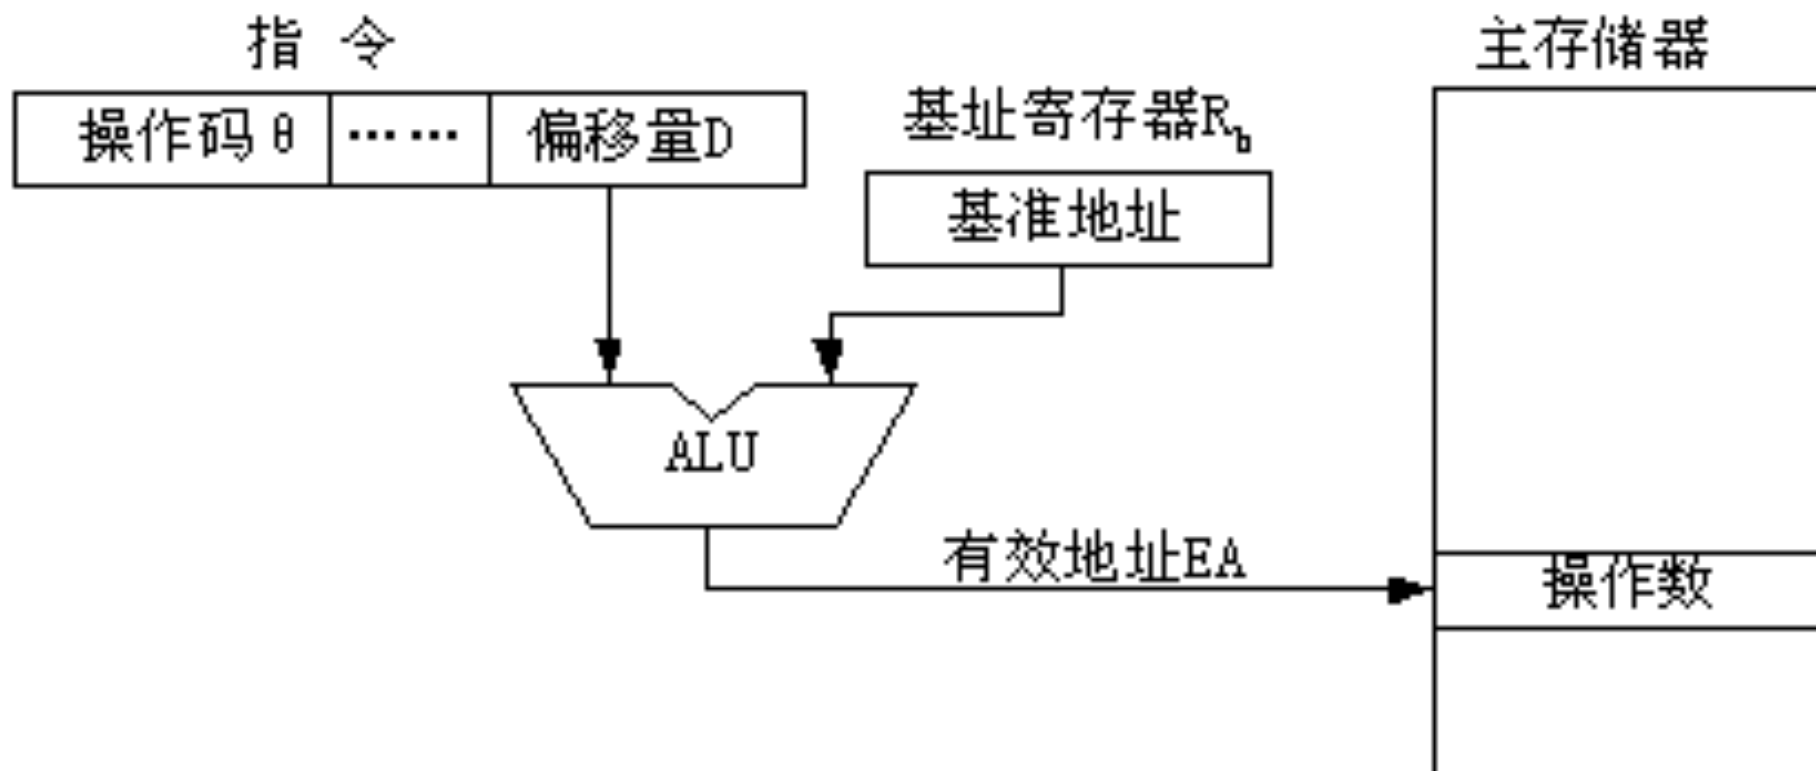 指 令
主存储器
操作码θ …… 偏移量D
基址寄存器Rb
基准地址
ALU
有效地址EA
操作数